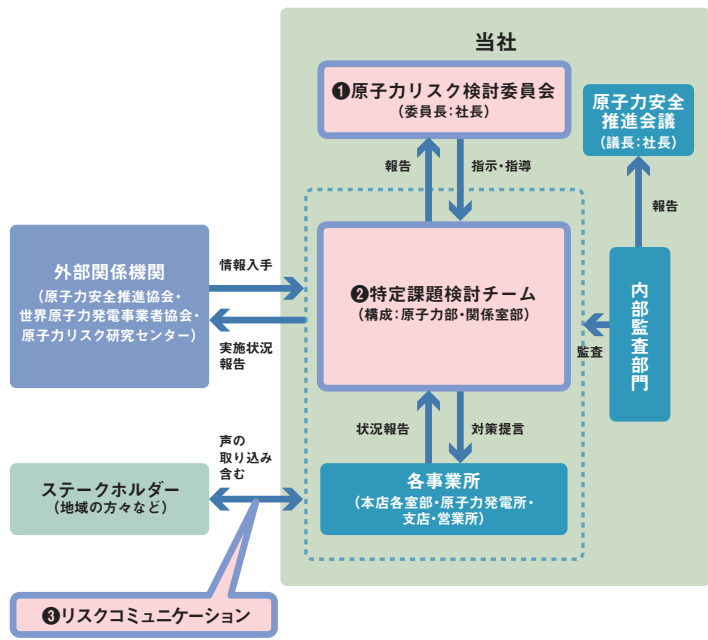 当社
❶原子力リスク検討委員会
（委員長：社長）
原子力安全
推進会議
（議長：社長）
報告
指示・指導
報告
外部関係機関
（原子力安全推進協会・
世界原子力発電事業者協会・
原子力リスク研究センター）
情報入手
実施状況
報告
❷特定課題検討チーム
（構成：原子力部・関係室部）
監査
内部監査部門
状況報告
対策提言
声の
取り込み
含む
ステークホルダー
（地域の方々など）
各事業所
（本店各室部・原子力発電所・
支店・営業所）
❸リスクコミュニケーション